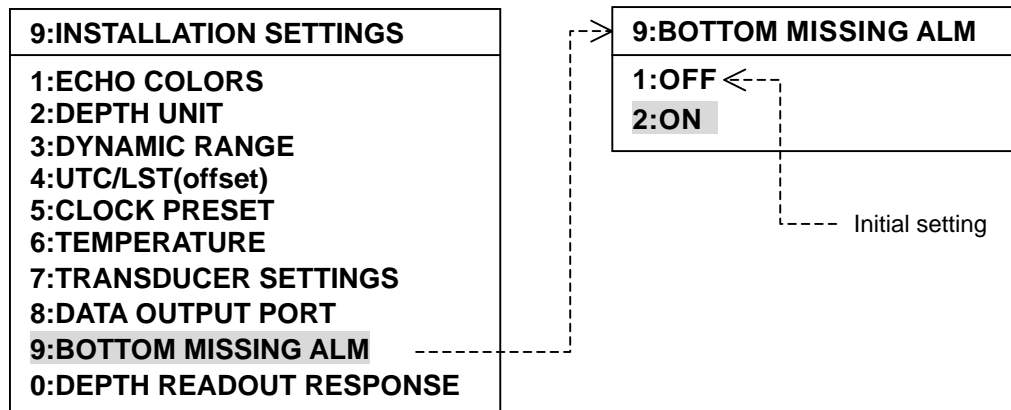 9:INSTALLATION SETTINGS
1:ECHO COLORS
2:DEPTH UNIT
3:DYNAMIC RANGE
4:UTC/LST(offset)
5:CLOCK PRESET
6:TEMPERATURE
7:TRANSDUCER SETTINGS
8:DATA OUTPUT PORT
9:BOTTOM MISSING ALM
0:DEPTH READOUT RESPONSE
9:BOTTOM MISSING ALM
1:OFF
2:ON
Initial setting